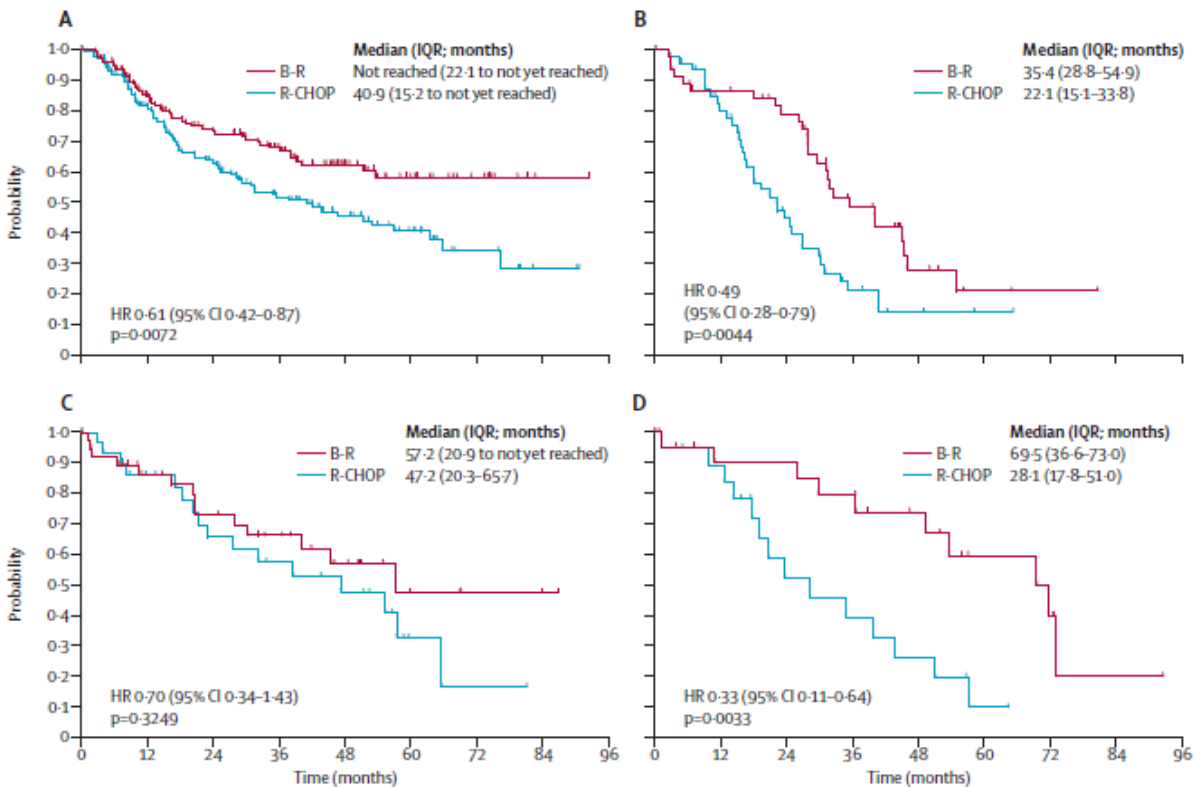 A
Median (IQR; months)
B-R Not reached (22·1 to not yet reached)
R-CHOP 40·9 (15·2 to not yet reached)
1·0
0·9
0·8
0·7
0·6
0·5
0·4
0·3
0·2
0·1
0
Probability
HR 0·61 (95% CI 0·42–0·87)
p=0·0072
B
Median (IQR; months)
B-R 35·4 (28·8–54·9)
R-CHOP 22·1 (15·1–33·8)
HR 0·49
(95% CI 0·28–0·79)
p=0·0044
C
Median (IQR; months)
B-R 57·2 (20·9 to not yet reached)
R-CHOP 47·2 (20·3–65·7)
1·0
0·9
0·8
0·7
0·6
0·5
0·4
0·3
0·2
0·1
0
Probability
HR 0·70 (95% CI 0·34–1·43)
p=0·3249
0 12 24 36 48 60 72 84 96
Time (months)
D
Median (IQR; months)
B-R 69·5 (36·6–73·0)
R-CHOP 28·1 (17·8–51·0)
HR 0·33 (95% CI 0·11–0·64)
p=0·0033
0 12 24 36 48 60 72 84 96
Time (months)